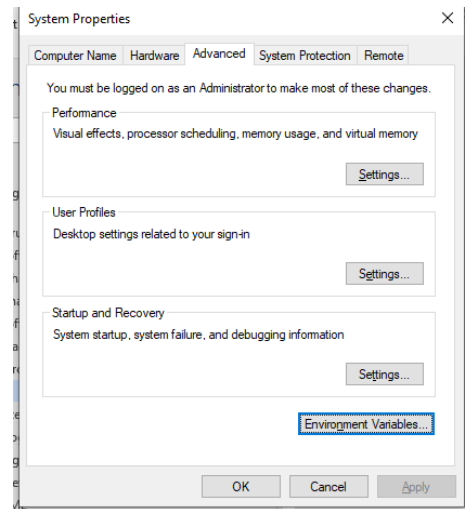 System Properties
Computer Name Hardware Advanced System Protection Remote
You must be logged on as an Administrator to make most of these changes.
Performance
Visual effects, processor scheduling, memory usage, and virtual memory
Settings...
User Profiles
Desktop settings related to your sign-in
Settings...
Startup and Recovery
System startup, system failure, and debugging information
Settings...
Environment Variables...
OK Cancel Apply